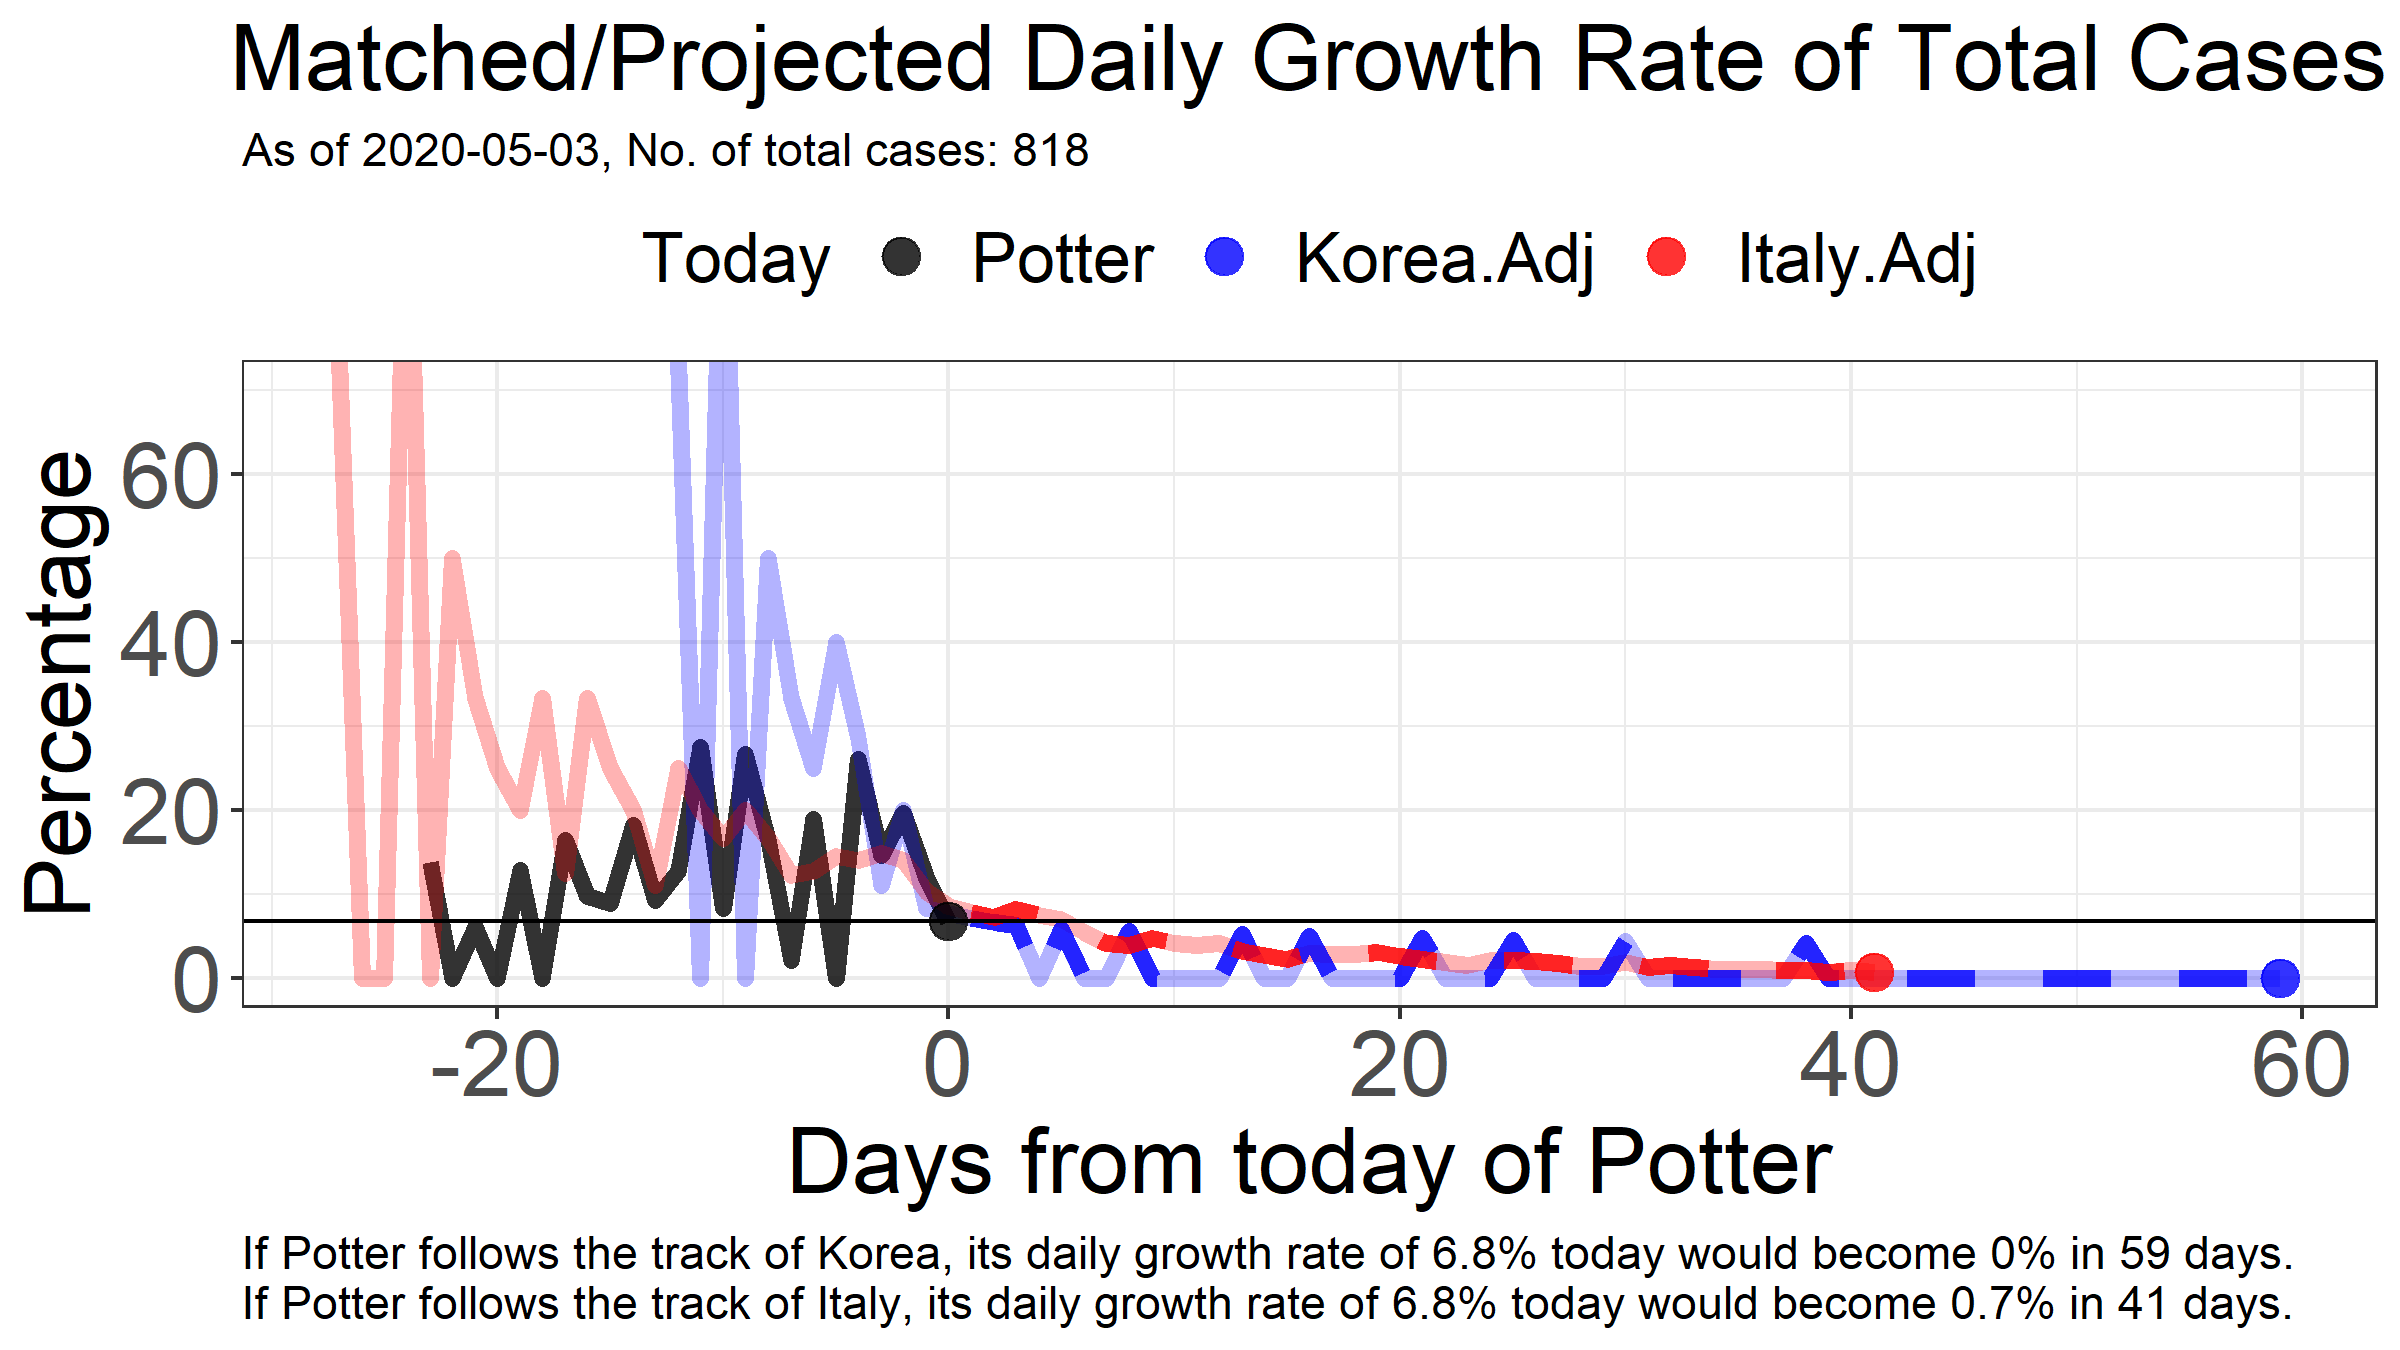 Matched/Projected Daily Growth Rate of Total Cases
As of 2020-05-03, No. of total cases: 818
Today Potter Korea.Adj Italy.Adj
Percentage
60
40
20
0
-20 0 20 40 60
Days from today of Potter
If Potter follows the track of Korea, its daily growth rate of 6.8% today would become 0% in 59 days.
If Potter follows the track of Italy, its daily growth rate of 6.8% today would become 0.7% in 41 days.